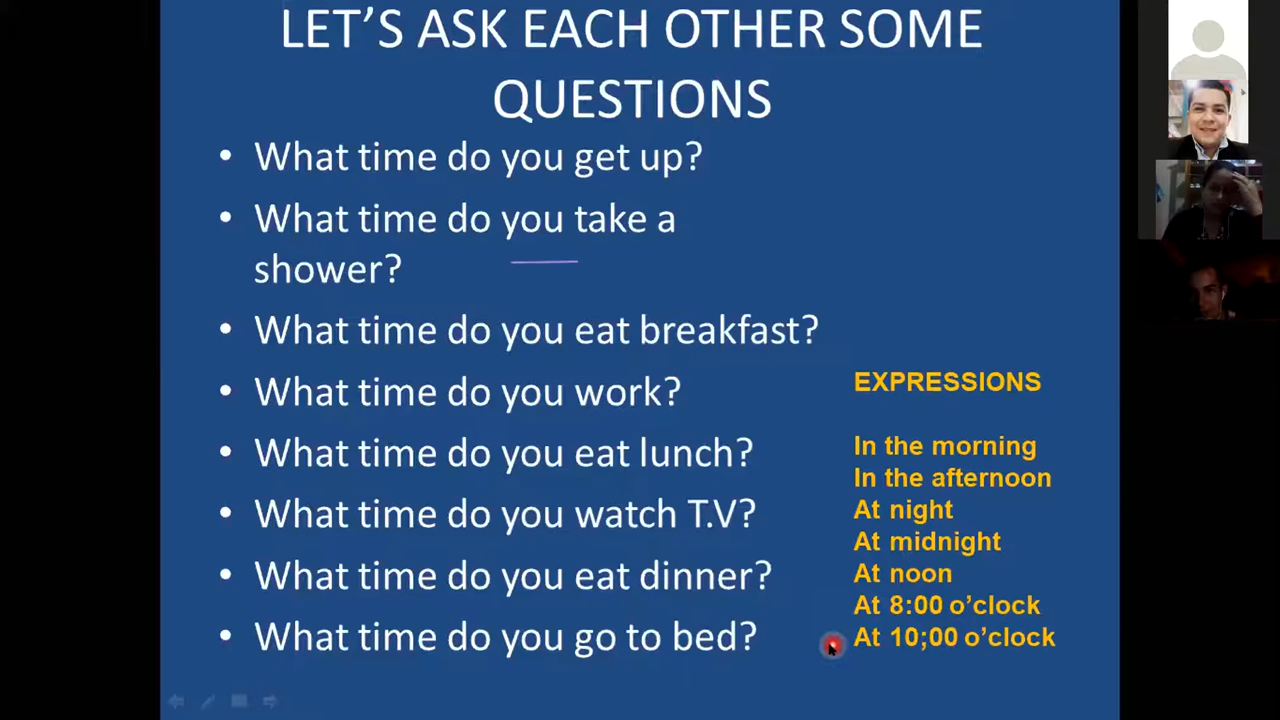 LET’S ASK EACH OTHER SOME
QUESTIONS
• What time do you get up?
• What time do you take a
shower?
• What time do you eat breakfast?
• What time do you work?
• What time do you eat lunch?
• What time do you watch T.V?
• What time do you eat dinner?
• What time do you go to bed?
EXPRESSIONS
In the morning
In the afternoon
At night
At midnight
At noon
At 8:00 o’clock
At 10;00 o’clock